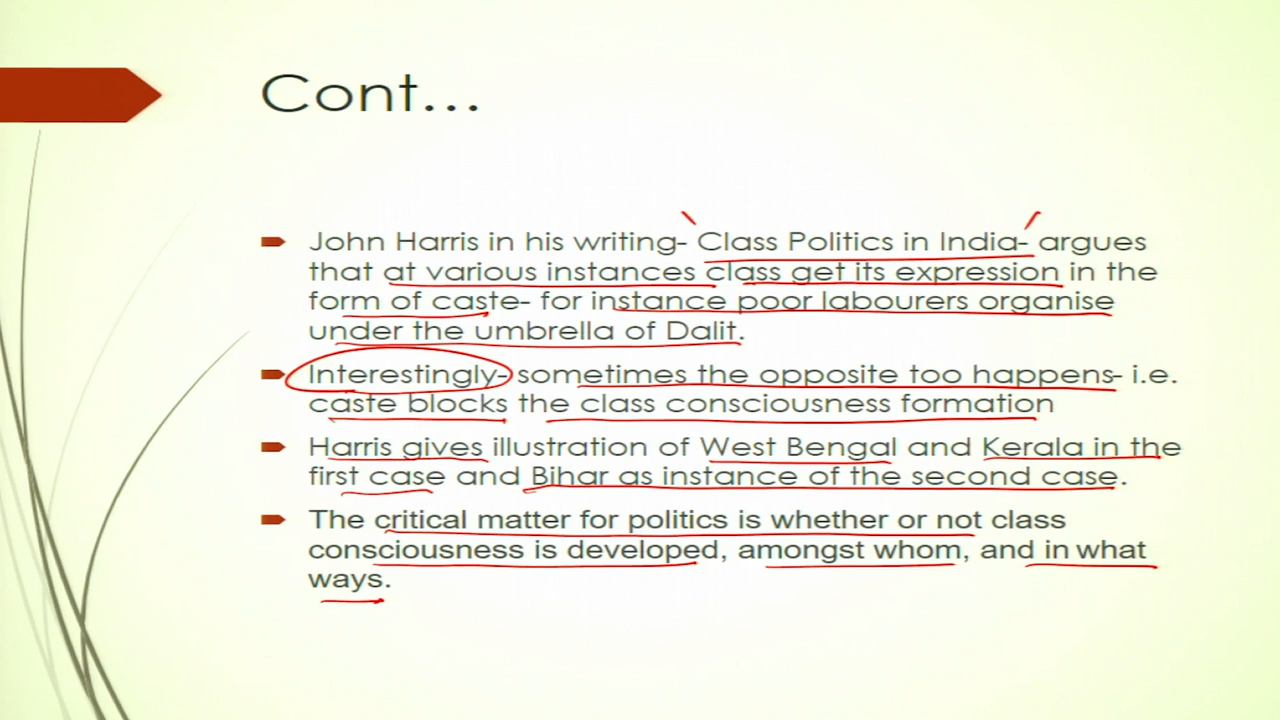 Cont…
John Harris in his writing- Class Politics in India- argues
that at various instances class get its expression in the
form of caste- for instance poor labourers organise
under the umbrella of Dalit.
Interestingly- sometimes the opposite too happens- i.e.
caste blocks the class consciousness formation
Harris gives illustration of West Bengal and Kerala in the
first case and Bihar as instance of the second case.
The critical matter for politics is whether or not class
consciousness is developed, amongst whom, and in what
ways.